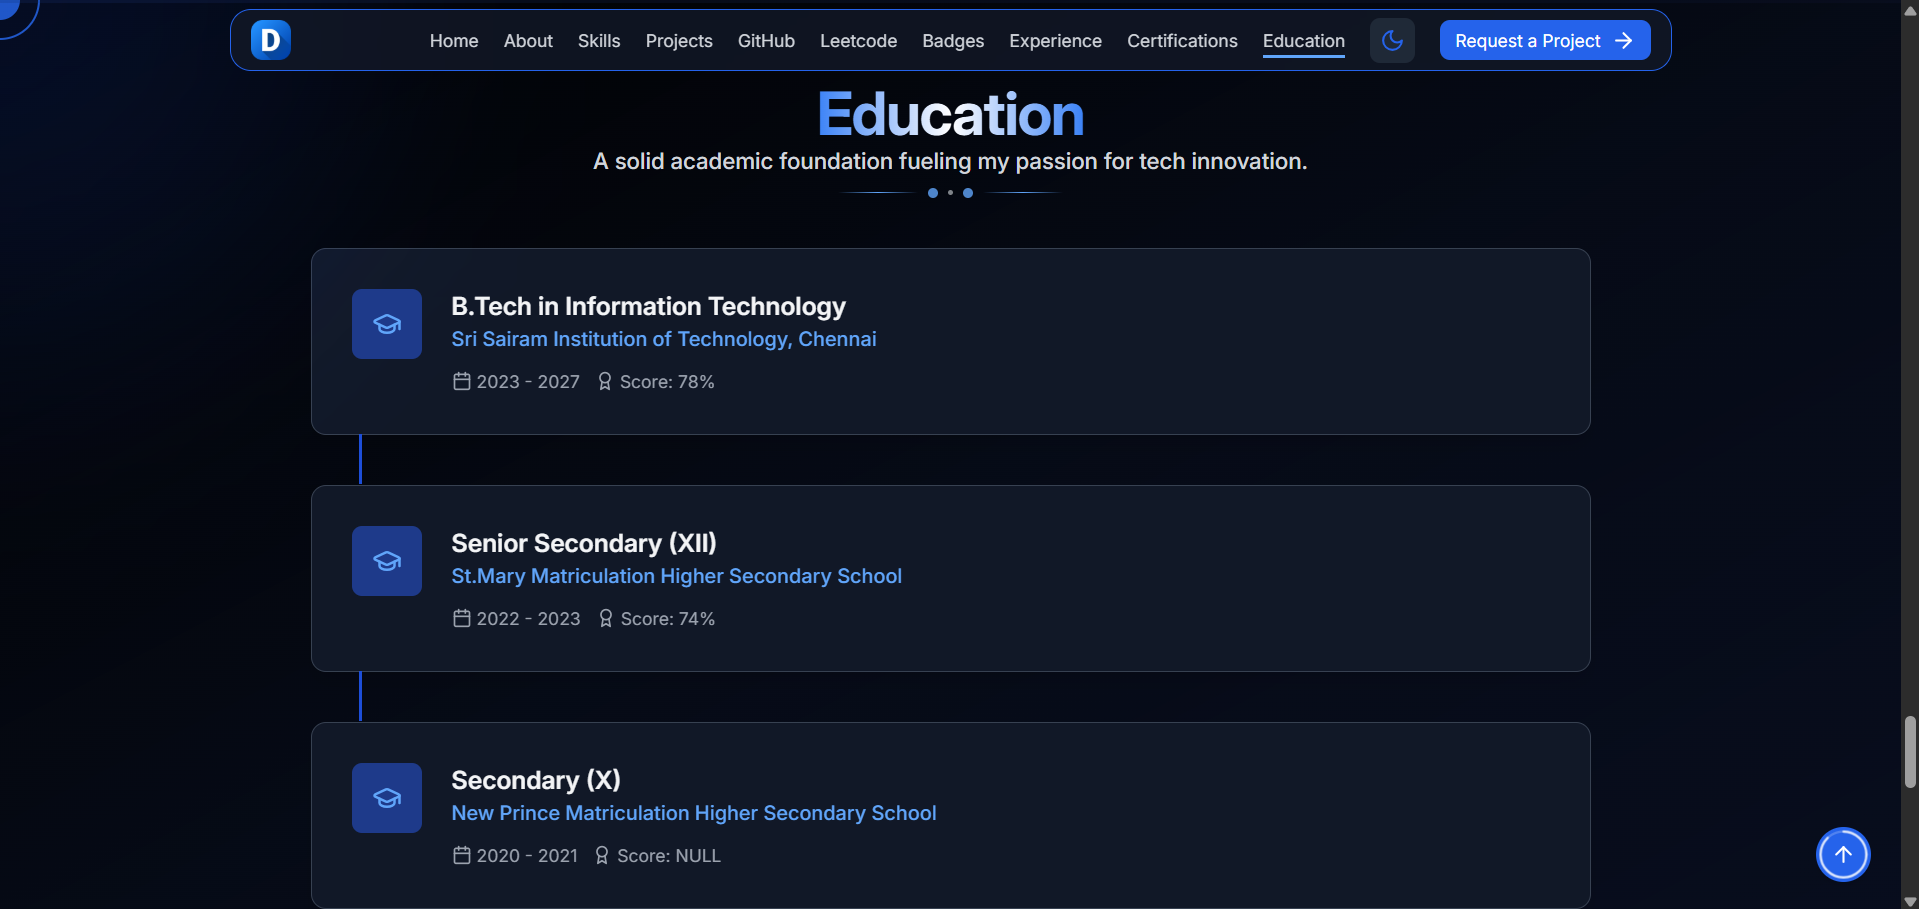 D Home About Skills Projects GitHub Leetcode Badges Experience Certifications Education Request a Project
Education
A solid academic foundation fueling my passion for tech innovation.
B.Tech in Information Technology
Sri Sairam Institution of Technology, Chennai
2023 - 2027 Score: 78%
Senior Secondary (XII)
St.Mary Matriculation Higher Secondary School
2022 - 2023 Score: 74%
Secondary (X)
New Prince Matriculation Higher Secondary School
2020 - 2021 Score: NULL